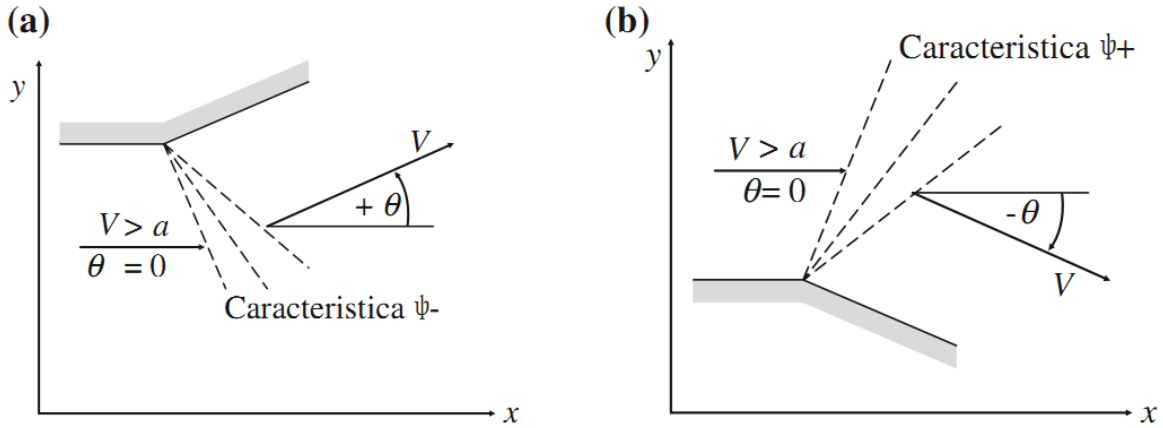 (a)
y
V
+ θ
V > a
θ = 0
Caracteristica ψ-
x
(b)
Caracteristica ψ+
y
V > a
θ= 0
-θ
V
x